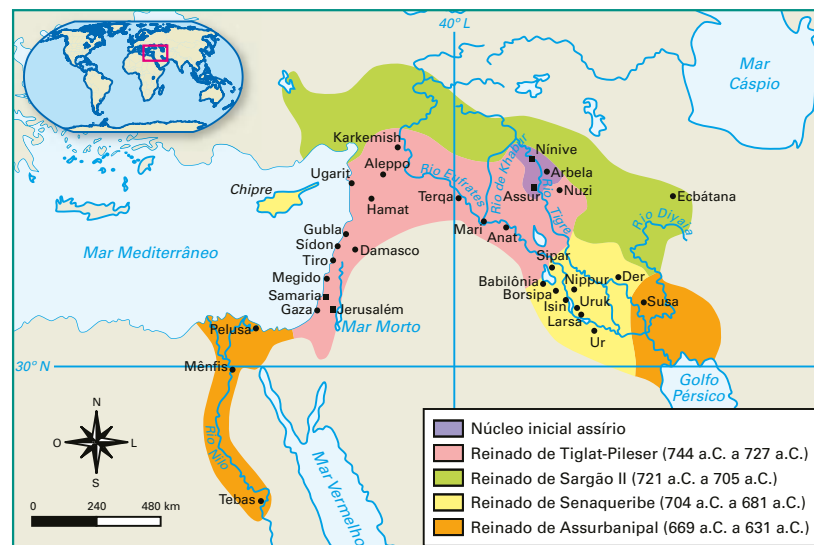 40° L
Mar
Cáspio
Karkemish
Nínive
Aleppo
Arbela
Ugarit
Rio Eufrates
Rio de Khabur
Assur
Nuzi
Chipre
Terqa
Rio Tigre
Ecbátana
Hamat
Mari
Anat
Rio Diyala
Gubla
Sídon
Damasco
Mar Mediterrâneo
Tiro
Sipar
Megido
Babilônia
Nippur
Der
Samaria
Borsipa
Isin
Uruk
Susa
Gaza
Jerusalém
Larsa
Mar Morto
Pelusa
Ur
30° N
Mênfis
Golfo
Pérsico
Rio Nilo
Mar Vermelho
Tebas
N
O
L
S
0 240 480 km
Núcleo inicial assírio
Reinado de Tiglat-Pileser (744 a.C. a 727 a.C.)
Reinado de Sargão II (721 a.C. a 705 a.C.)
Reinado de Senaqueribe (704 a.C. a 681 a.C.)
Reinado de Assurbanipal (669 a.C. a 631 a.C.)